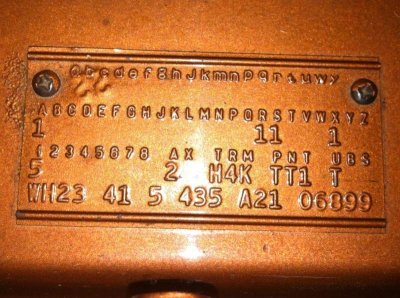 abcdefghjkmnpqrtuwy
ABCDEFGHJKLMNPQRSTVWXYZ
1 11 1
12345678 AX TRM PNT UBS
5 2 H4K TT1 T
WH23 41 5 435 A21 06899